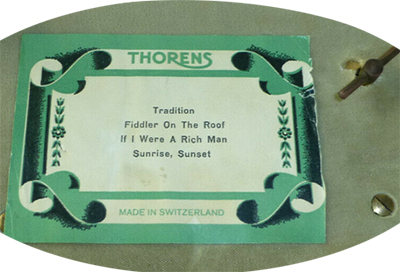 THORENS
Tradition
Fiddler On The Roof
If I Were A Rich Man
Sunrise, Sunset
MADE IN SWITZERLAND